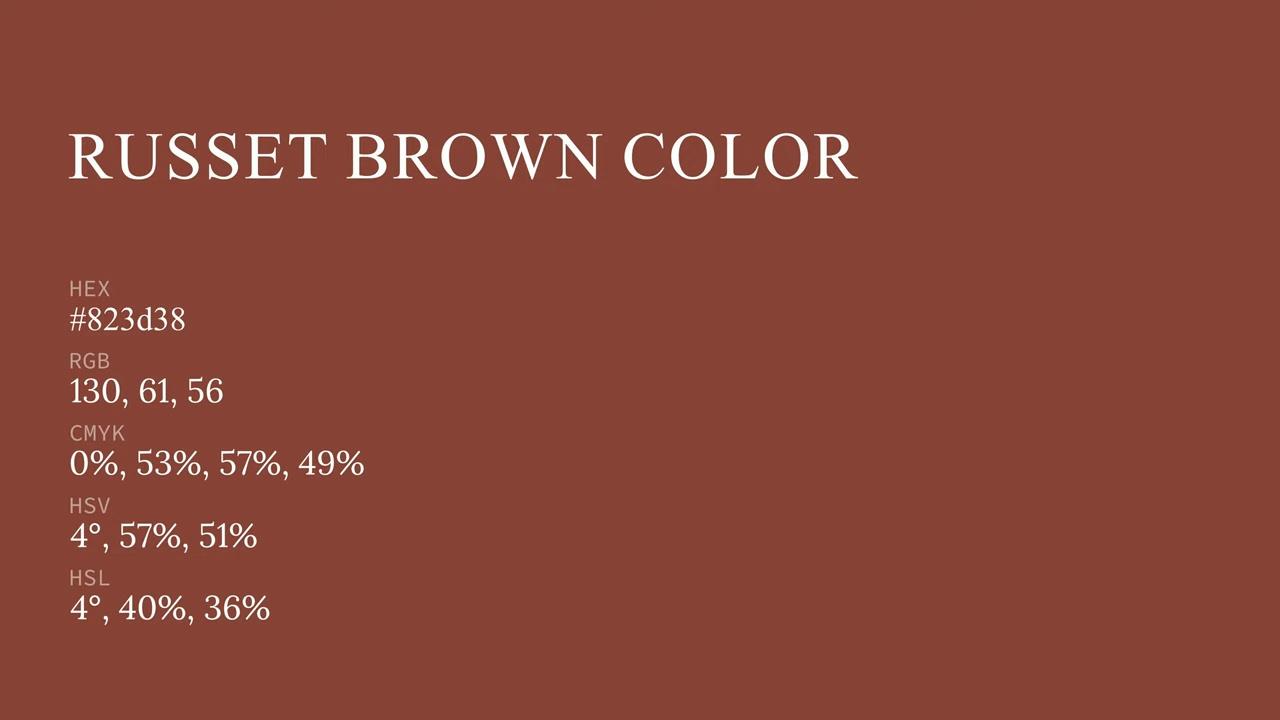 RUSSET BROWN COLOR
HEX
#823d38
RGB
130, 61, 56
CMYK
0%, 53%, 57%, 49%
HSV
4°, 57%, 51%
HSL
4°, 40%, 36%